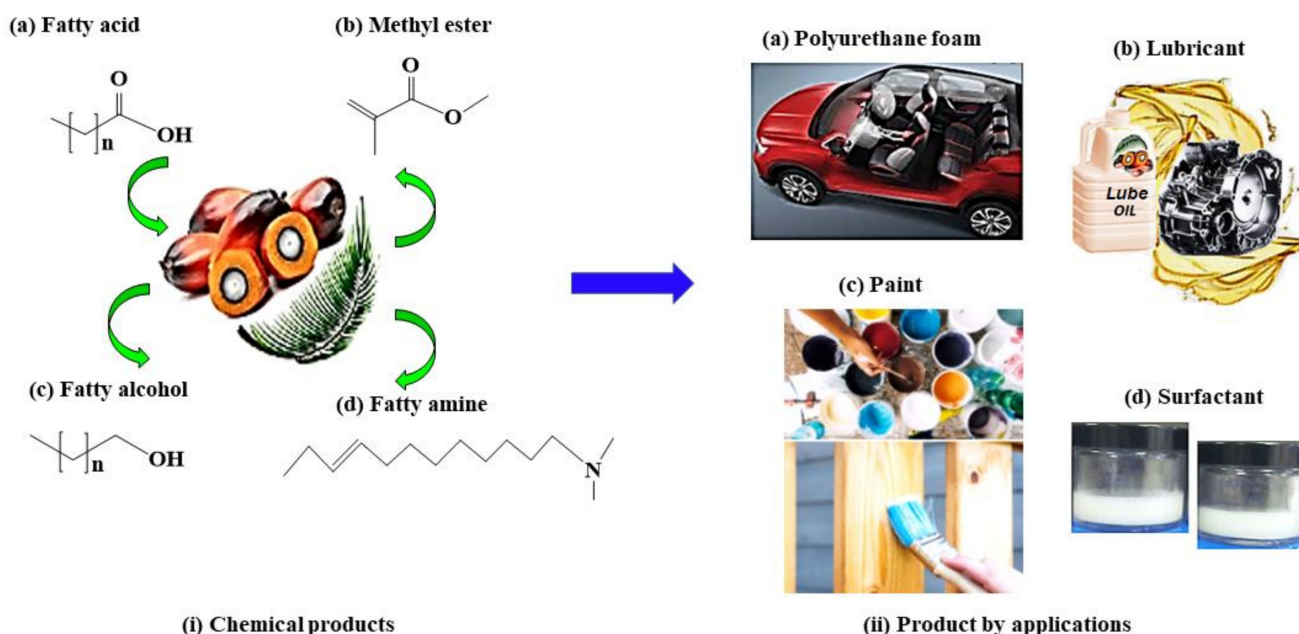 (a) Fatty acid
O
n
OH
(b) Methyl ester
O
O
(c) Fatty alcohol
n
OH
(d) Fatty amine
N
(i) Chemical products
(a) Polyurethane foam
(b) Lubricant
Lube
OIL
(c) Paint
(d) Surfactant
(ii) Product by applications